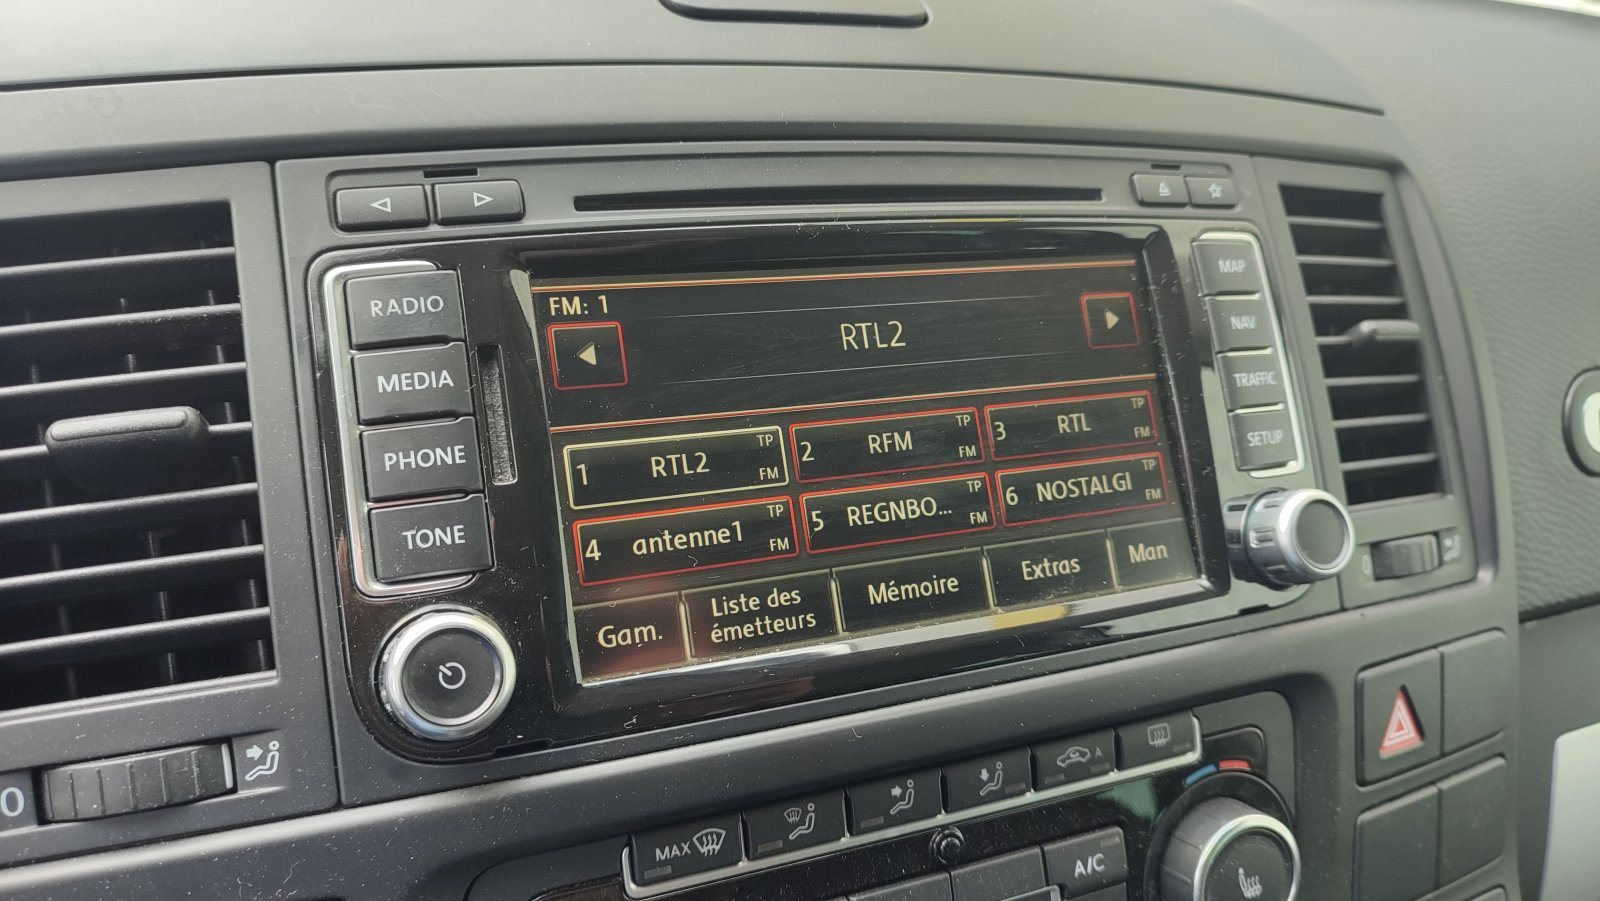 RADIO
MEDIA
PHONE
TONE
FM: 1
RTL2
1 RTL2 TP FM
2 RFM TP FM
3 RTL TP FM
4 antenne1 TP FM
5 REGNBO... TP FM
6 NOSTALGI TP FM
Gam.
Liste des
émetteurs
Mémoire
Extras
Man
MAP
NAV
TRAFFIC
SETUP
0
0
MAX
A
A/C